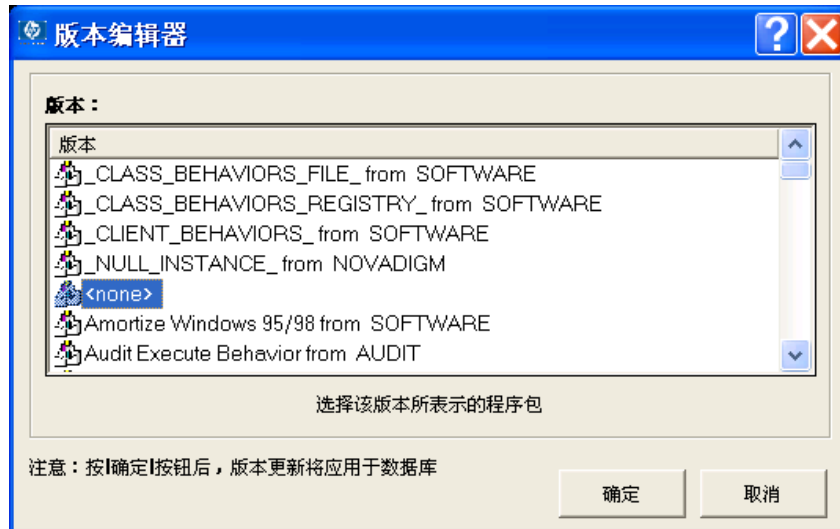 版本编辑器
版本：
版本
_CLASS_BEHAVIORS_FILE_ from SOFTWARE
_CLASS_BEHAVIORS_REGISTRY_ from SOFTWARE
_CLIENT_BEHAVIORS_ from SOFTWARE
_NULL_INSTANCE_ from NOVADIGM
<none>
Amortize Windows 95/98 from SOFTWARE
Audit Execute Behavior from AUDIT
选择该版本所表示的程序包
注意：按|确定|按钮后，版本更新将应用于数据库
确定 取消